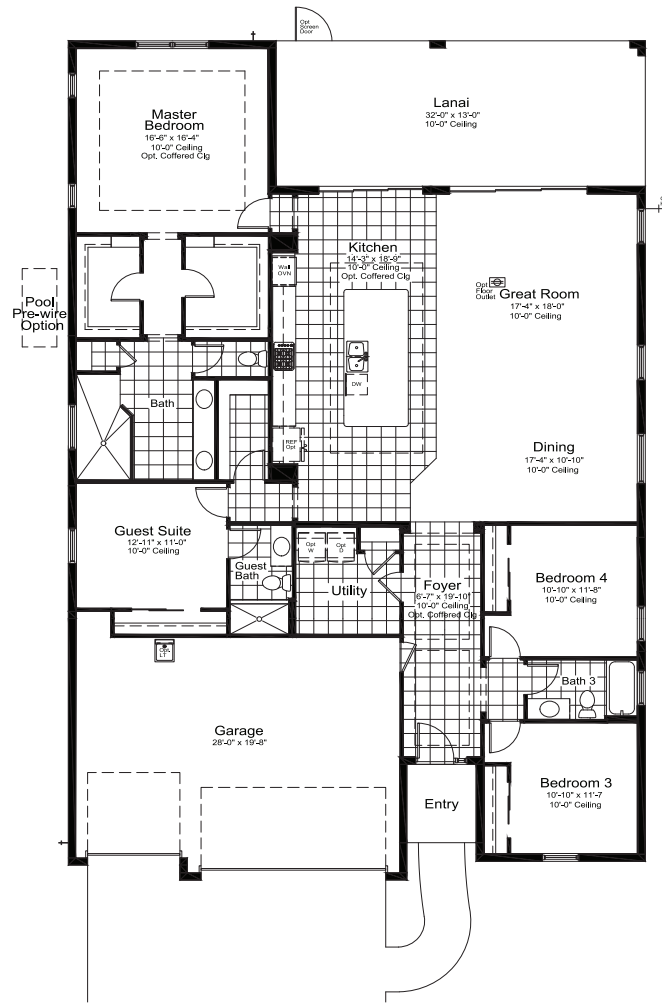 Opt
Screen
Door
Lanai
32'-0" x 13'-0"
10'-0" Ceiling
Master
Bedroom
16'-6" x 16'-4"
10'-0" Ceiling
Opt. Coffered Clg
Kitchen
14'-3" x 18'-9"
10'-0" Ceiling
Opt. Coffered Clg
Wall
OVN
Opt
Floor
Outlet
Great Room
17'-4" x 18'-0"
10'-0" Ceiling
Pool
Pre-wire
Option
DW
Bath
REF
Opt
Dining
17'-4" x 10'-10"
10'-0" Ceiling
Guest Suite
12'-11" x 11'-0"
10'-0" Ceiling
Opt
W
Opt
D
Guest
Bath
Utility
Foyer
6'-7" x 19'-10"
10'-0" Ceiling
Opt. Coffered Clg
Bedroom 4
10'-10" x 11'-8"
10'-0" Ceiling
Opt.
LT
Bath 3
Garage
28'-0" x 19'-8"
Entry
Bedroom 3
10'-10" x 11'-7
10'-0" Ceiling